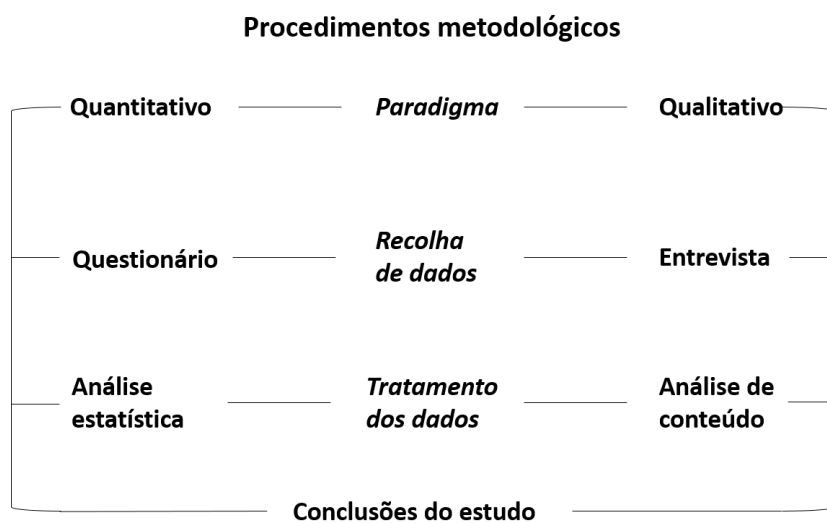 Procedimentos metodológicos
Quantitativo Paradigma Qualitativo
Questionário Recolha de dados Entrevista
Análise estatística Tratamento dos dados Análise de conteúdo
Conclusões do estudo